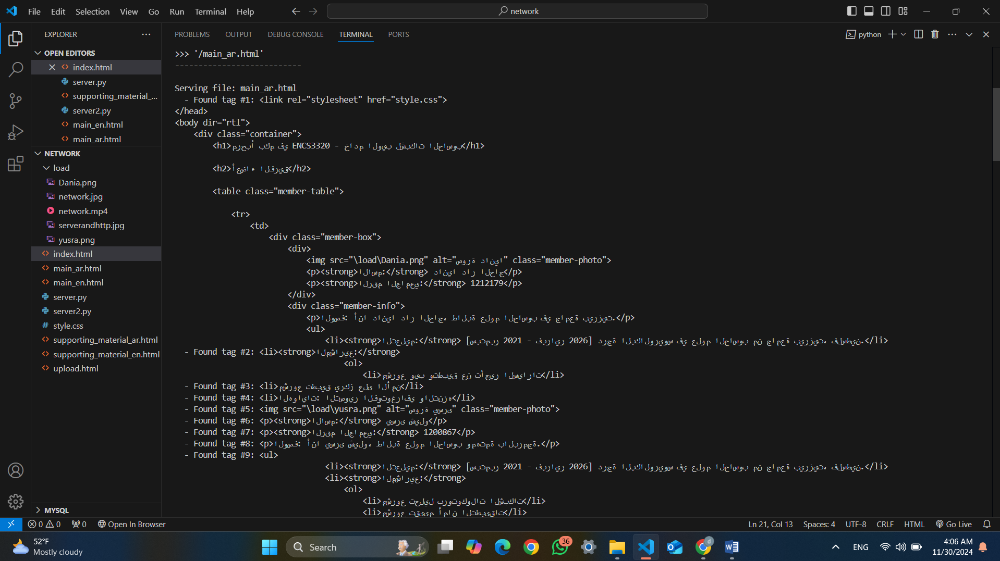 File Edit Selection View Go Run Terminal Help
network
EXPLORER
OPEN EDITORS
index.html
server.py
supporting_material_...
server2.py
main_en.html
main_ar.html
NETWORK
load
Dania.png
network.jpg
network.mp4
serverandhttp.jpg
yusra.png
index.html
main_ar.html
main_en.html
server.py
server2.py
style.css
supporting_material_ar.html
supporting_material_en.html
upload.html
MYSQL
PROBLEMS OUTPUT DEBUG CONSOLE TERMINAL PORTS
python
>>> '/main_ar.html'
---------------------------
Serving file: main_ar.html
- Found tag #1: <link rel="stylesheet" href="style.css">
</head>
<body dir="rtl">
<div class="container">
<h1>مرحبأ بكم في ENCS3320 - خادم الويب لشبكات الحاسوب</h1>
<h2>أعضاء الفريق</h2>
<table class="member-table">
<tr>
<td>
<div class="member-box">
<div>
<img src="\load\Dania.png" alt="صورة دانيا" class="member-photo">
<p><strong>الاسم:</strong> دانيا دار الحاج</p>
<p><strong>الرقم الجامعي:</strong> 1212179</p>
</div>
<div class="member-info">
<p>الوصف: أنا دانيا دار الحاج، طالبة علوم الحاسوب في جامعة بيرزيت.</p>
<ul>
<li><strong>التعليم:</strong> [سبتمبر 2021 - فبراير 2026] درجة البكالوريوس في علوم الحاسوب من جامعة بيرزيت، فلسطين.</li>
- Found tag #2: <li><strong>المشاريع:</strong>
<ol>
<li>مشروع ويب وتطبيق عن تأجير السيارات</li>
- Found tag #3: <li>مشروع تطبيق يركز على الأمن</li>
- Found tag #4: <li>الهوايات: التصوير الفوتوغرافي والتنزه</li>
- Found tag #5: <img src="\load\yusra.png" alt="صورة يسرى" class="member-photo">
- Found tag #6: <p><strong>الاسم:</strong> يسرى شيلو</p>
- Found tag #7: <p><strong>الرقم الجامعي:</strong> 1200867</p>
- Found tag #8: <p>الوصف: أنا يسرى شيلو، طالبة علوم الحاسوب ومهتمة بالبرمجة.</p>
- Found tag #9: <ul>
<li><strong>التعليم:</strong> [سبتمبر 2021 - فبراير 2026] درجة البكالوريوس في علوم الحاسوب من جامعة بيرزيت، فلسطين.</li>
<li><strong>المشاريع:</strong>
<ol>
<li>مشروع تحليل بروتوكولات الشبكات</li>
<li>مشروع تقييم أمان التطبيقات</li>
0 0 0 Open In Browser Ln 21, Col 13 Spaces: 4 UTF-8 CRLF HTML Go Live
52°F
Mostly cloudy
Search
36
d
ENG
4:06 AM
11/30/2024